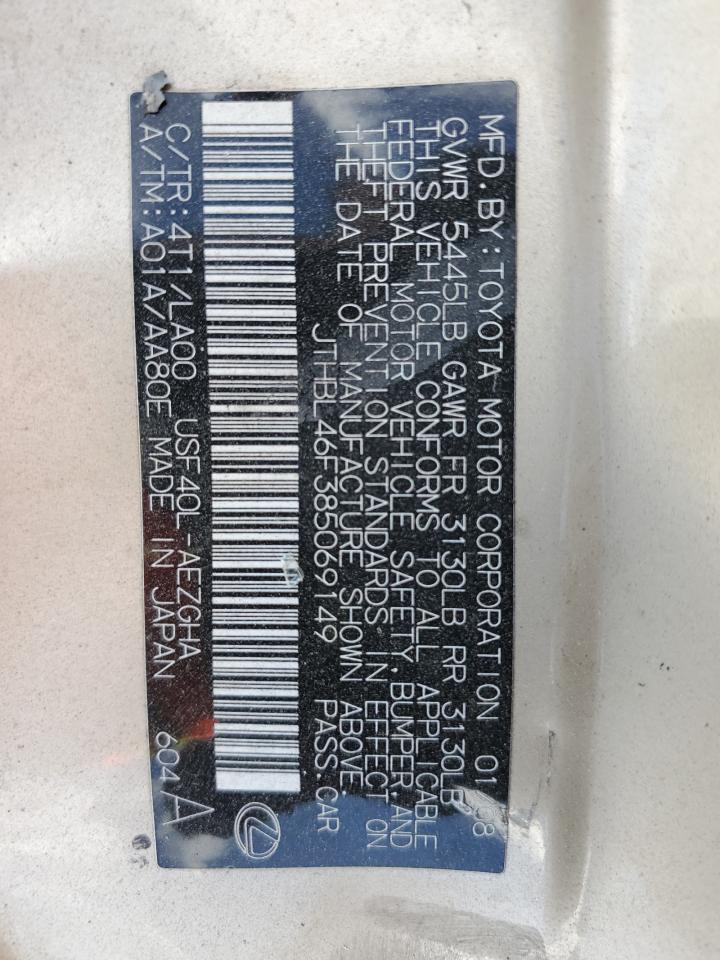 MFD. BY: TOYOTA MOTOR CORPORATION 01 08
GVWR 5445LB GAWR FR 3130LB RR 3130LB
THIS VEHICLE CONFORMS TO ALL APPLICABLE
FEDERAL MOTOR VEHICLE SAFETY, BUMPER, AND
THEFT PREVENTION STANDARDS IN EFFECT ON
THE DATE OF MANUFACTURE SHOWN ABOVE.
JTHBL46F385069149 PASS. CAR
C/TR: 4T1/LA00 USF40L-AEZGHA
A/TM: A01A/AA80E MADE IN JAPAN 604 A